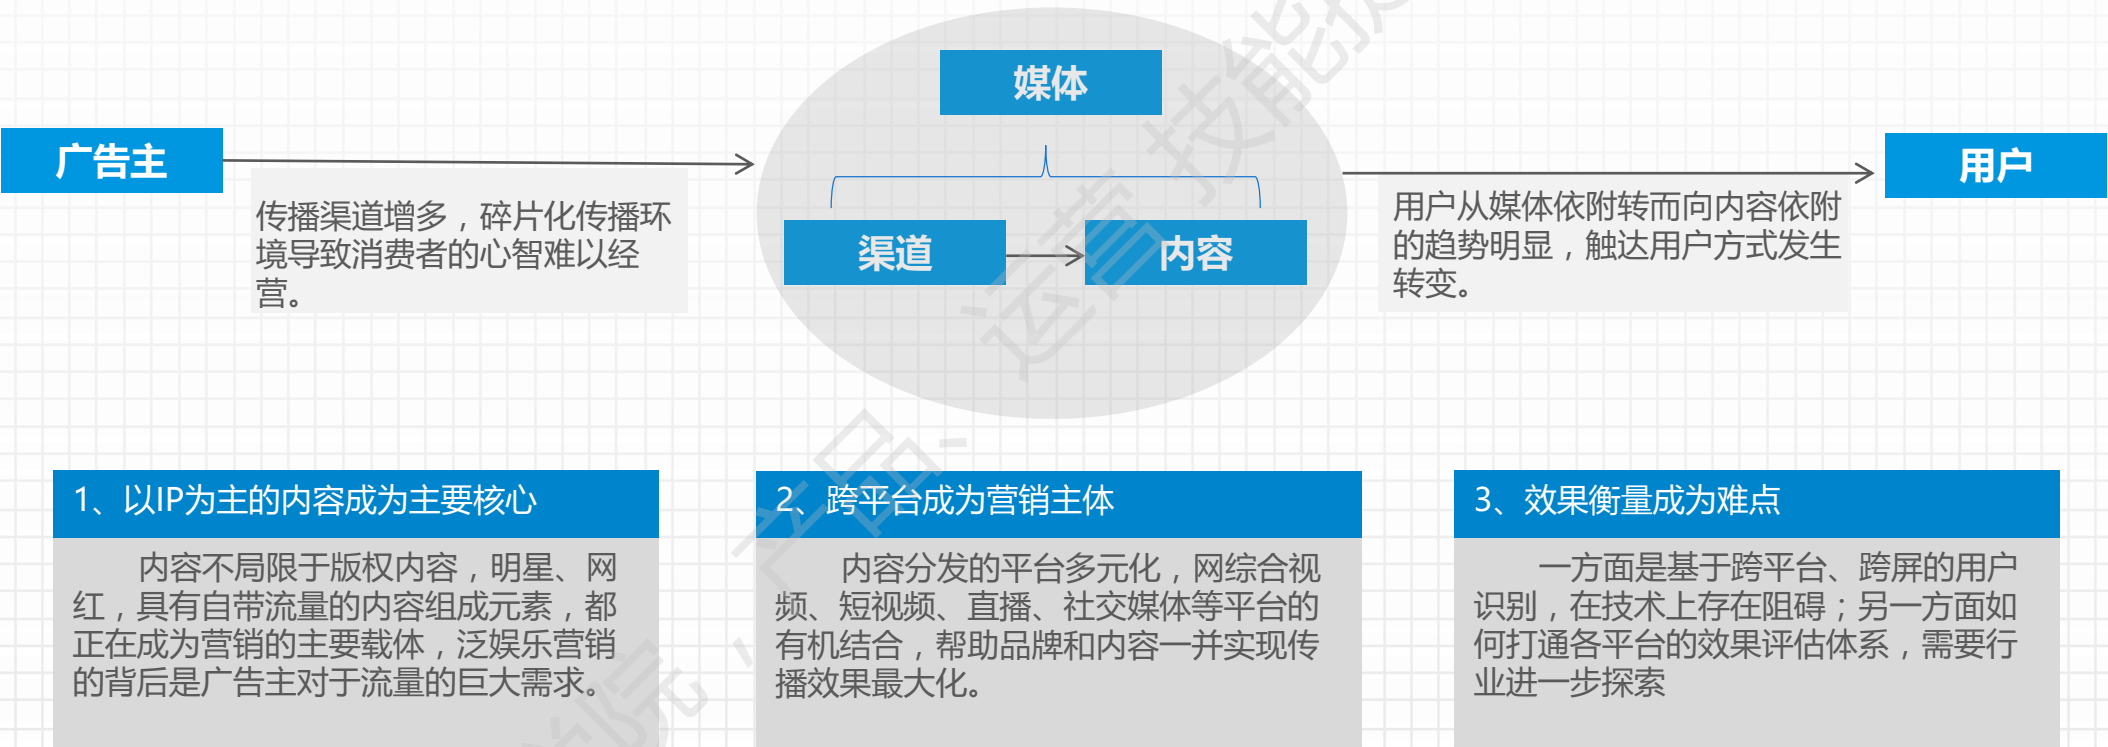 媒体
广告主
用户
传播渠道增多，碎片化传播环
境导致消费者的心智难以经
营。
渠道
内容
用户从媒体依附转而向内容依附
的趋势明显，触达用户方式发生
转变。
1、以IP为主的内容成为主要核心
内容不局限于版权内容，明星、网
红，具有自带流量的内容组成元素，都
正在成为营销的主要载体，泛娱乐营销
的背后是广告主对于流量的巨大需求。
2、跨平台成为营销主体
内容分发的平台多元化，网综合视
频、短视频、直播、社交媒体等平台的
有机结合，帮助品牌和内容一并实现传
播效果最大化。
3、效果衡量成为难点
一方面是基于跨平台、跨屏的用户
识别，在技术上存在阻碍；另一方面如
何打通各平台的效果评估体系，需要行
业进一步探索
院，产品、运营 技能